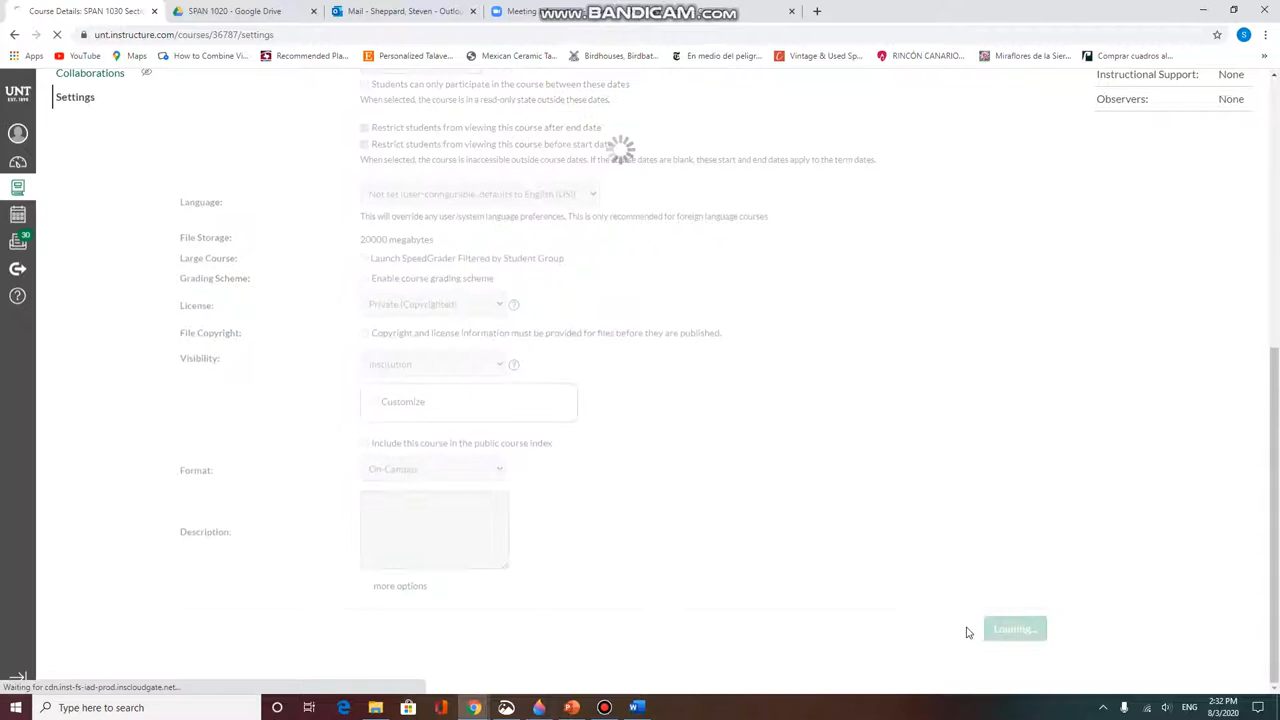 Course Details: SPAN 1030 Secti
SPAN 1020 - Google Drive
Mail - Sheppard, Steven - Outloo
Meeting
www.BANDICAM.com
unt.instructure.com/courses/36787/settings
S
Apps
YouTube
Maps
How to Combine Vi...
Recommended Plan...
Personalized Talave...
Mexican Ceramic Ta...
Birdhouses, Birdbat...
En medio del peligr...
Vintage & Used Sp...
RINCÓN CANARIO...
Miraflores de la Sier...
Comprar cuadros al...
UNT
EST. 1890
30
Collaborations
Settings
Students can only participate in the course between these dates
When selected, the course is in a read-only state outside these dates.
Restrict students from viewing this course after end date
Restrict students from viewing this course before start date
When selected, the course is inaccessible outside course dates. If the course dates are blank, these start and end dates apply to the term dates.
Language:
Not set (user-configurable, defaults to English (US))
This will override any user/system language preferences. This is only recommended for foreign language courses
File Storage:
20000 megabytes
Large Course:
Launch SpeedGrader Filtered by Student Group
Grading Scheme:
Enable course grading scheme
License:
Private (Copyrighted)
File Copyright:
Copyright and license information must be provided for files before they are published.
Visibility:
Institution
Customize
Include this course in the public course index
Format:
On-Campus
Description:
more options
Loading...
Instructional Support: None
Observers: None
Waiting for cdn.inst-fs-iad-prod.inscloudgate.net...
Type here to search
ENG
2:32 PM
8/3/2020